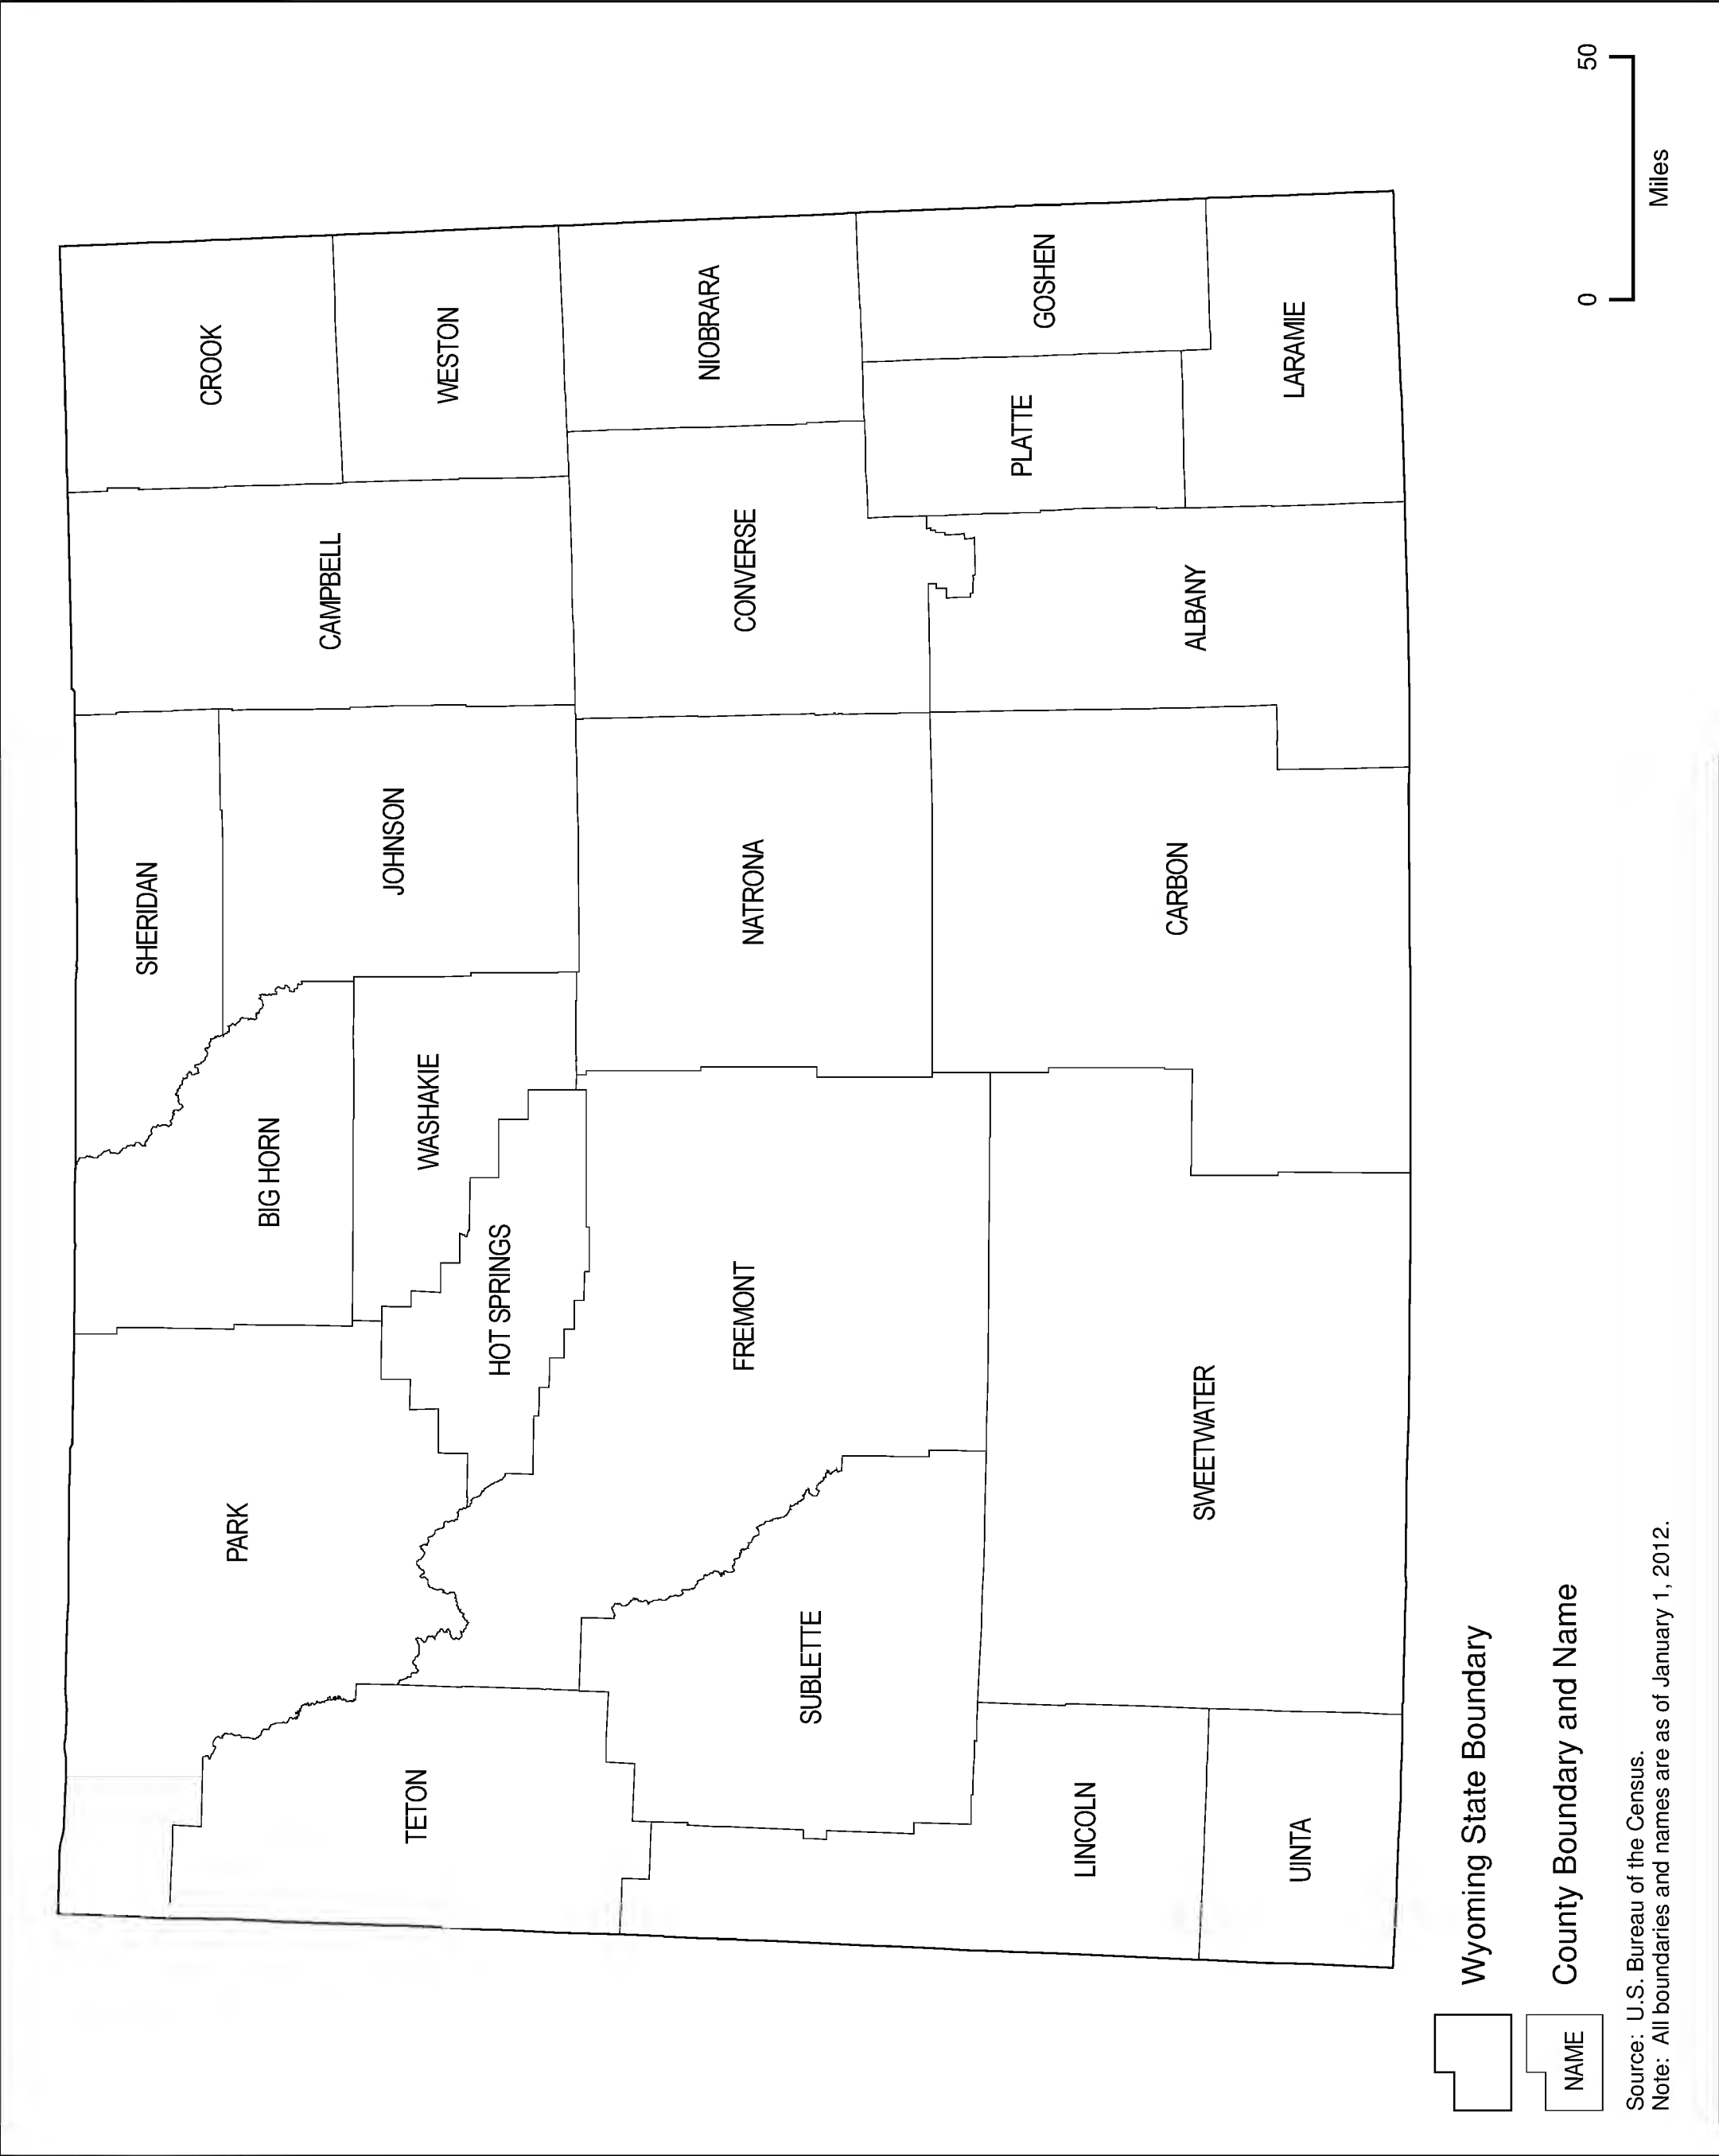 SHERIDAN
CROOK
PARK
BIG HORN
CAMPBELL
JOHNSON
TETON
WASHAKIE
WESTON
HOT SPRINGS
FREMONT
NATRONA
CONVERSE
NIOBRARA
SUBLETTE
PLATTE
GOSHEN
LINCOLN
SWEETWATER
CARBON
ALBANY
LARAMIE
UINTA
Wyoming State Boundary
NAME
County Boundary and Name
Source: U.S. Bureau of the Census.
Note: All boundaries and names are as of January 1, 2012.
0 50
Miles